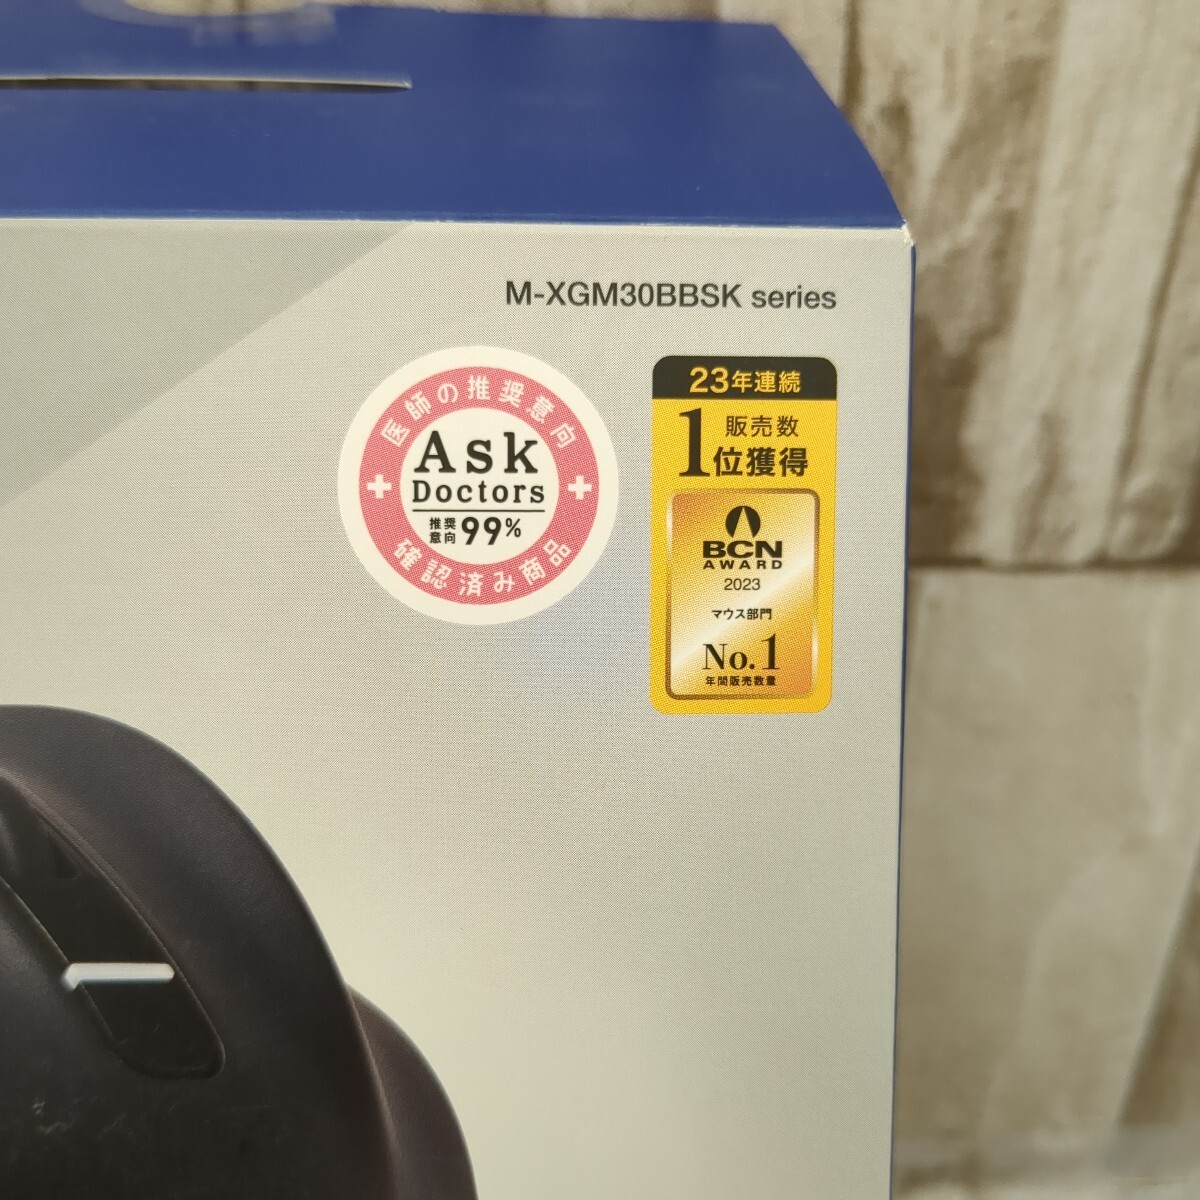 M-XGM30BBSK series
医師の推奨意向
Ask
Doctors
推奨
意向 99%
確認済み商品
23年連続
販売数
1位獲得
BCN
AWARD
2023
マウス部門
No.1
年間販売数量